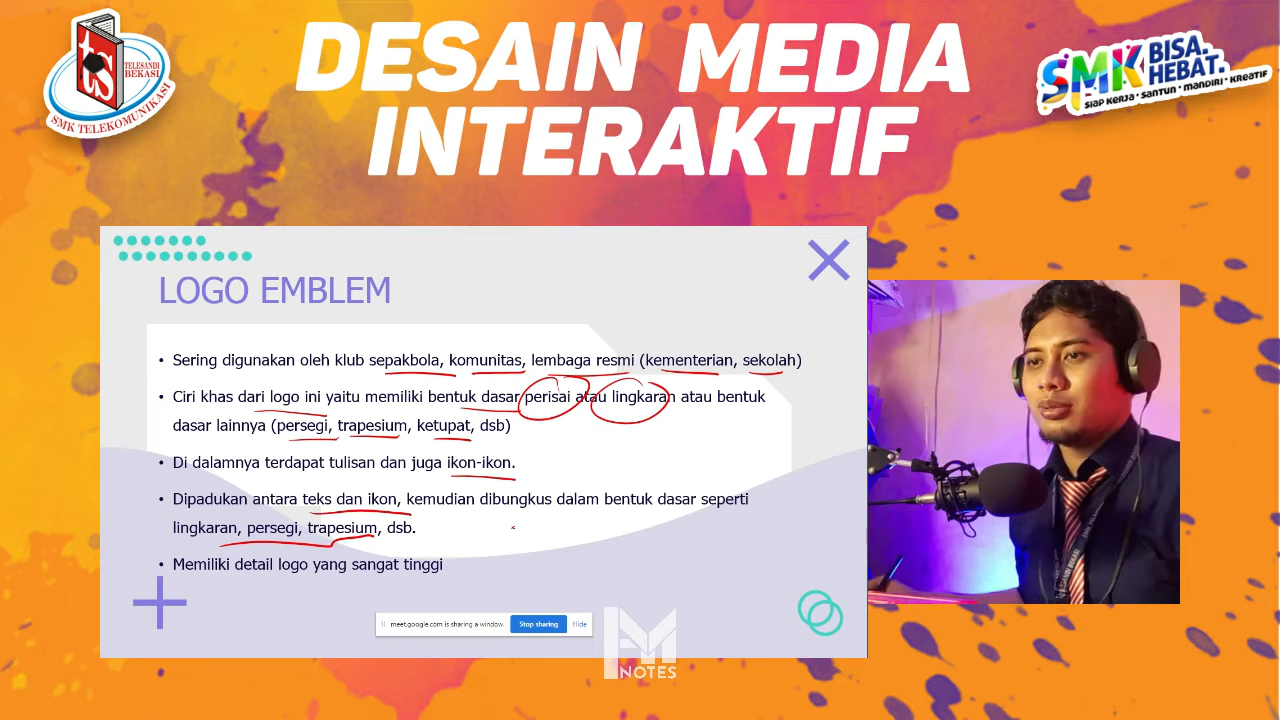 DESAIN MEDIA
INTERAKTIF
ts
TELESANDI
BEKASI
SMK TELEKOMUNIKASI
SMK BISA.
HEBAT.
SIAP KERJA • SANTUN • MANDIRI • KREATIF
LOGO EMBLEM
• Sering digunakan oleh klub sepakbola, komunitas, lembaga resmi (kementerian, sekolah)
• Ciri khas dari logo ini yaitu memiliki bentuk dasar perisai atau lingkaran atau bentuk
dasar lainnya (persegi, trapesium, ketupat, dsb)
• Di dalamnya terdapat tulisan dan juga ikon-ikon.
• Dipadukan antara teks dan ikon, kemudian dibungkus dalam bentuk dasar seperti
lingkaran, persegi, trapesium, dsb.
• Memiliki detail logo yang sangat tinggi
meet.google.com is sharing a window. Stop sharing Hide
NOTES